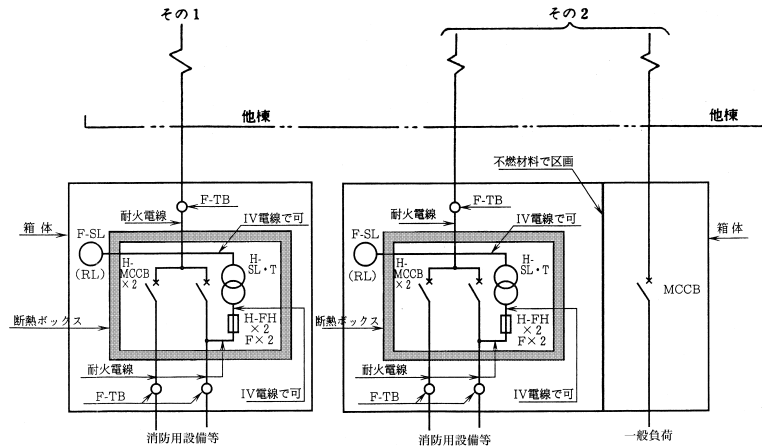 その1
その2
他棟
他棟
不燃材料で区画
F-TB
耐火電線
IV電線で可
箱体
F-SL
(RL)
H-
MCCB
×2
H-
SL・T
断熱ボックス
H-FH
×2
F×2
耐火電線
F-TB
IV電線で可
消防用設備等
F-TB
耐火電線
IV電線で可
F-SL
(RL)
H-
MCCB
×2
H-
SL・T
断熱ボックス
H-FH
×2
F×2
耐火電線
F-TB
IV電線で可
消防用設備等
箱体
MCCB
一般負荷